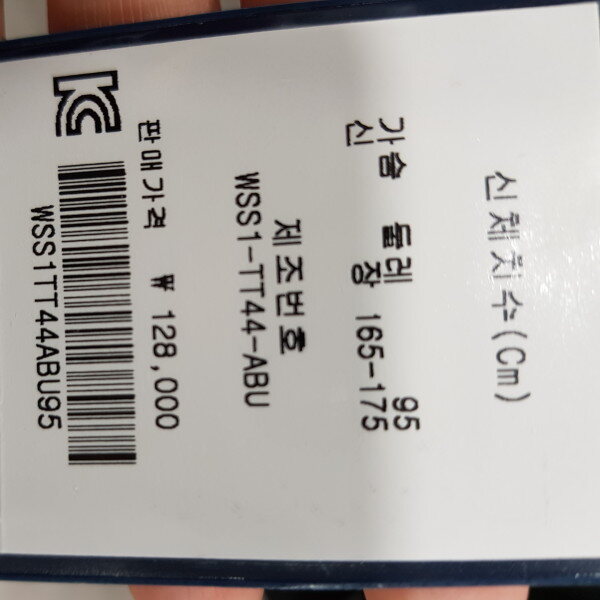 신체치수(Cm)
가슴 둘레 95
신 장 165-175
제조번호
WSS1-TT44-ABU
판매가격 ₩ 128,000
KC
WSS1TT44ABU95